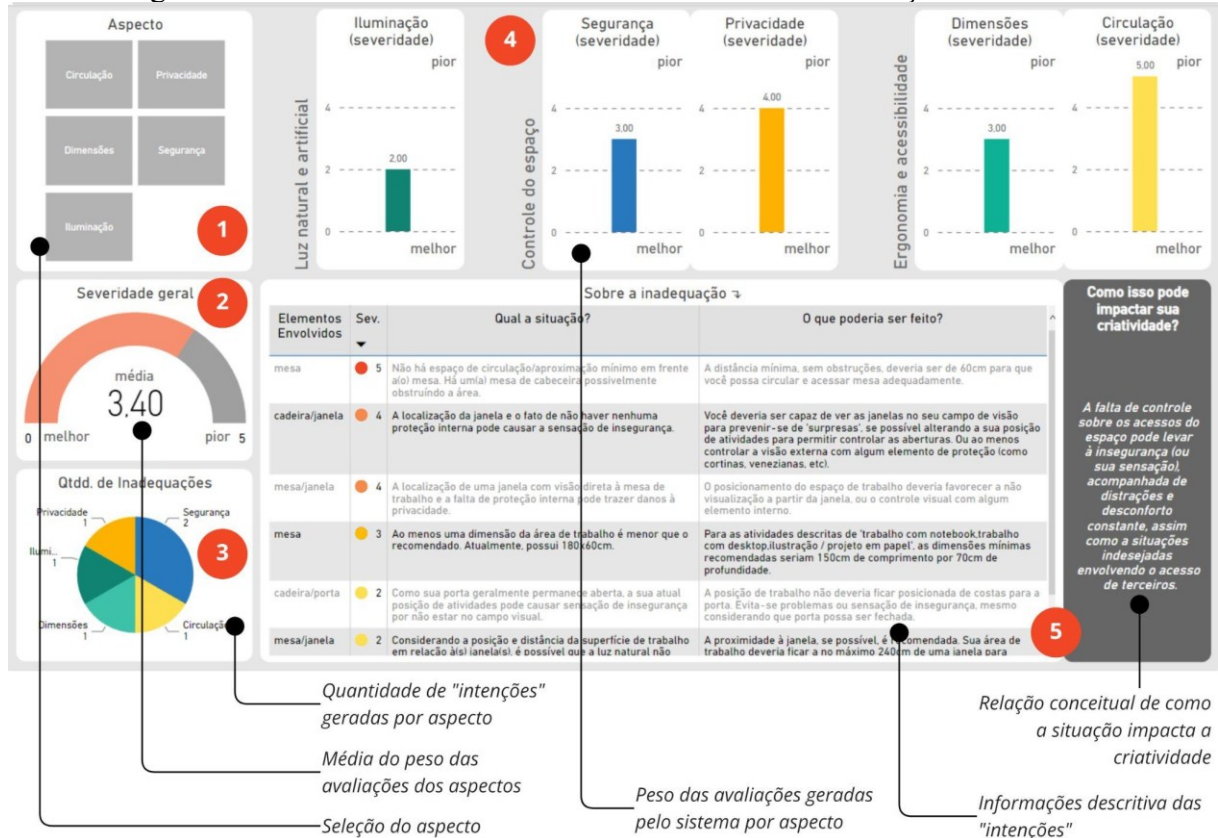 Aspecto
Circulação
Privacidade
Dimensões
Segurança
Iluminação
1
Luz natural e artificial
Iluminação
(severidade)
pior
4
2,00
2
0
melhor
4
Controle do espaço
Segurança
(severidade)
pior
4
3,00
2
0
melhor
Privacidade
(severidade)
pior
4,00
4
2
0
melhor
Ergonomia e acessibilidade
Dimensões
(severidade)
pior
4
3,00
2
0
melhor
Circulação
(severidade)
5,00
pior
4
2
0
melhor
Severidade geral
2
média
3,40
0 melhor
pior 5
Qtdd. de Inadequações
Privacidade
1
Segurança
2
Ilumi...
1
3
Dimensões
1
Circulação
1
Sobre a inadequação
Elementos
Envolvidos
Sev.
Qual a situação?
O que poderia ser feito?
mesa
5
Não há espaço de circulação/aproximação mínimo em frente
a(o) mesa. Há um(a) mesa de cabeceira possivelmente
obstruíndo a área.
A distância mínima, sem obstruções, deveria ser de 60cm para que
você possa circular e acessar mesa adequadamente.
cadeira/janela
4
A localização da janela e o fato de não haver nenhuma
proteção interna pode causar a sensação de insegurança.
Você deveria ser capaz de ver as janelas no seu campo de visão
para prevenir-se de 'surpresas', se possível alterando a sua posição
de atividades para permitir controlar as aberturas. Ou ao menos
controlar a visão externa com algum elemento de proteção (como
cortinas, venezianas, etc).
mesa/janela
4
A localização de uma janela com visão direta à mesa de
trabalho e a falta de proteção interna pode trazer danos à
privacidade.
O posicionamento do espaço de trabalho deveria favorecer a não
visualização a partir da janela, ou o controle visual com algum
elemento interno.
mesa
3
Ao menos uma dimensão da área de trabalho é menor que o
recomendado. Atualmente, possui 180x60cm.
Para as atividades descritas de 'trabalho com notebook,trabalho
com desktop,ilustração / projeto em papel', as dimensões mínimas
recomendadas seriam 150cm de comprimento por 70cm de
profundidade.
cadeira/porta
2
Como sua porta geralmente permanece aberta, a sua atual
posição de atividades pode causar sensação de insegurança
por não estar no campo visual.
A posição de trabalho não deveria ficar posicionada de costas para a
porta. Evita-se problemas ou sensação de insegurança, mesmo
considerando que porta possa ser fechada.
mesa/janela
2
Considerando a posição e distância da superfície de trabalho
em relação à(s) janela(s), é possível que a luz natural não
A proximidade à janela, se possível, é recomendada. Sua área de
trabalho deveria ficar a no máximo 240cm de uma janela para
5
Como isso pode
impactar sua
criatividade?
A falta de controle
sobre os acessos do
espaço pode levar
à insegurança (ou
sua sensação),
acompanhada de
distrações e
desconforto
constante, assim
como a situações
indesejadas
envolvendo o acesso
de terceiros.
Quantidade de "intenções"
geradas por aspecto
Média do peso das
avaliações dos aspectos
Seleção do aspecto
Peso das avaliações geradas
pelo sistema por aspecto
Relação conceitual de como
a situação impacta a
criatividade
Informações descritiva das
"intenções"